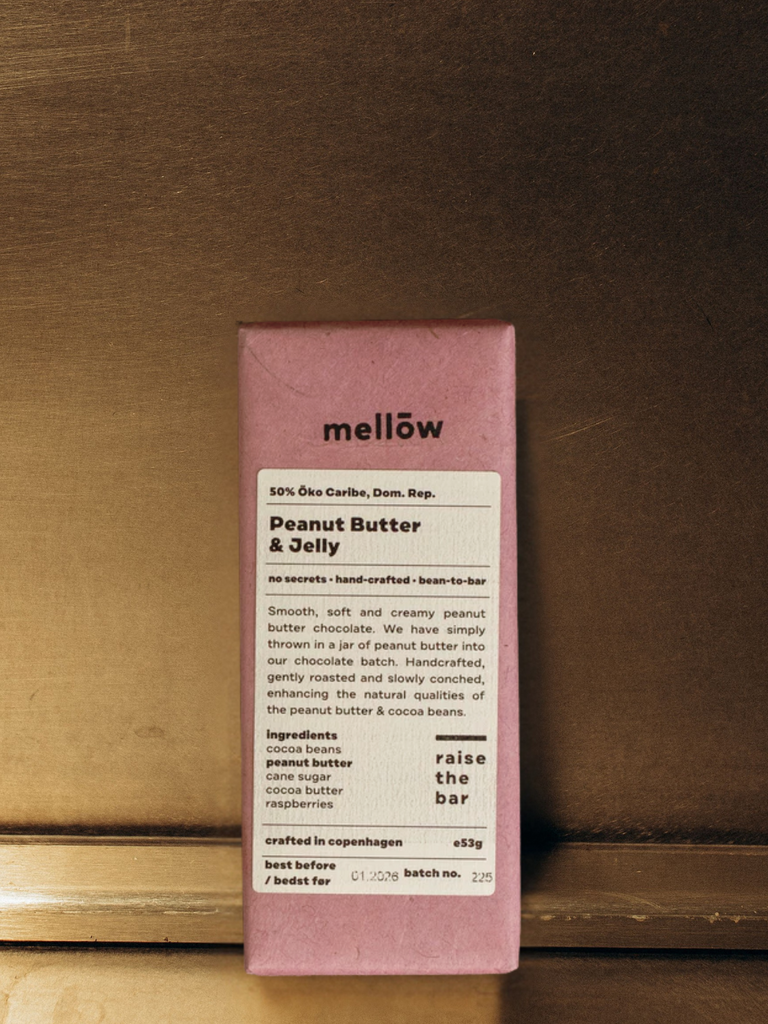 mellōw
50% Öko Caribe, Dom. Rep.
Peanut Butter
& Jelly
no secrets • hand-crafted • bean-to-bar
Smooth, soft and creamy peanut
butter chocolate. We have simply
thrown in a jar of peanut butter into
our chocolate batch. Handcrafted,
gently roasted and slowly conched,
enhancing the natural qualities of
the peanut butter & cocoa beans.
ingredients
cocoa beans
peanut butter
cane sugar
cocoa butter
raspberries
raise
the
bar
crafted in copenhagen e53g
best before
/ bedst før 01.2026 batch no. 225